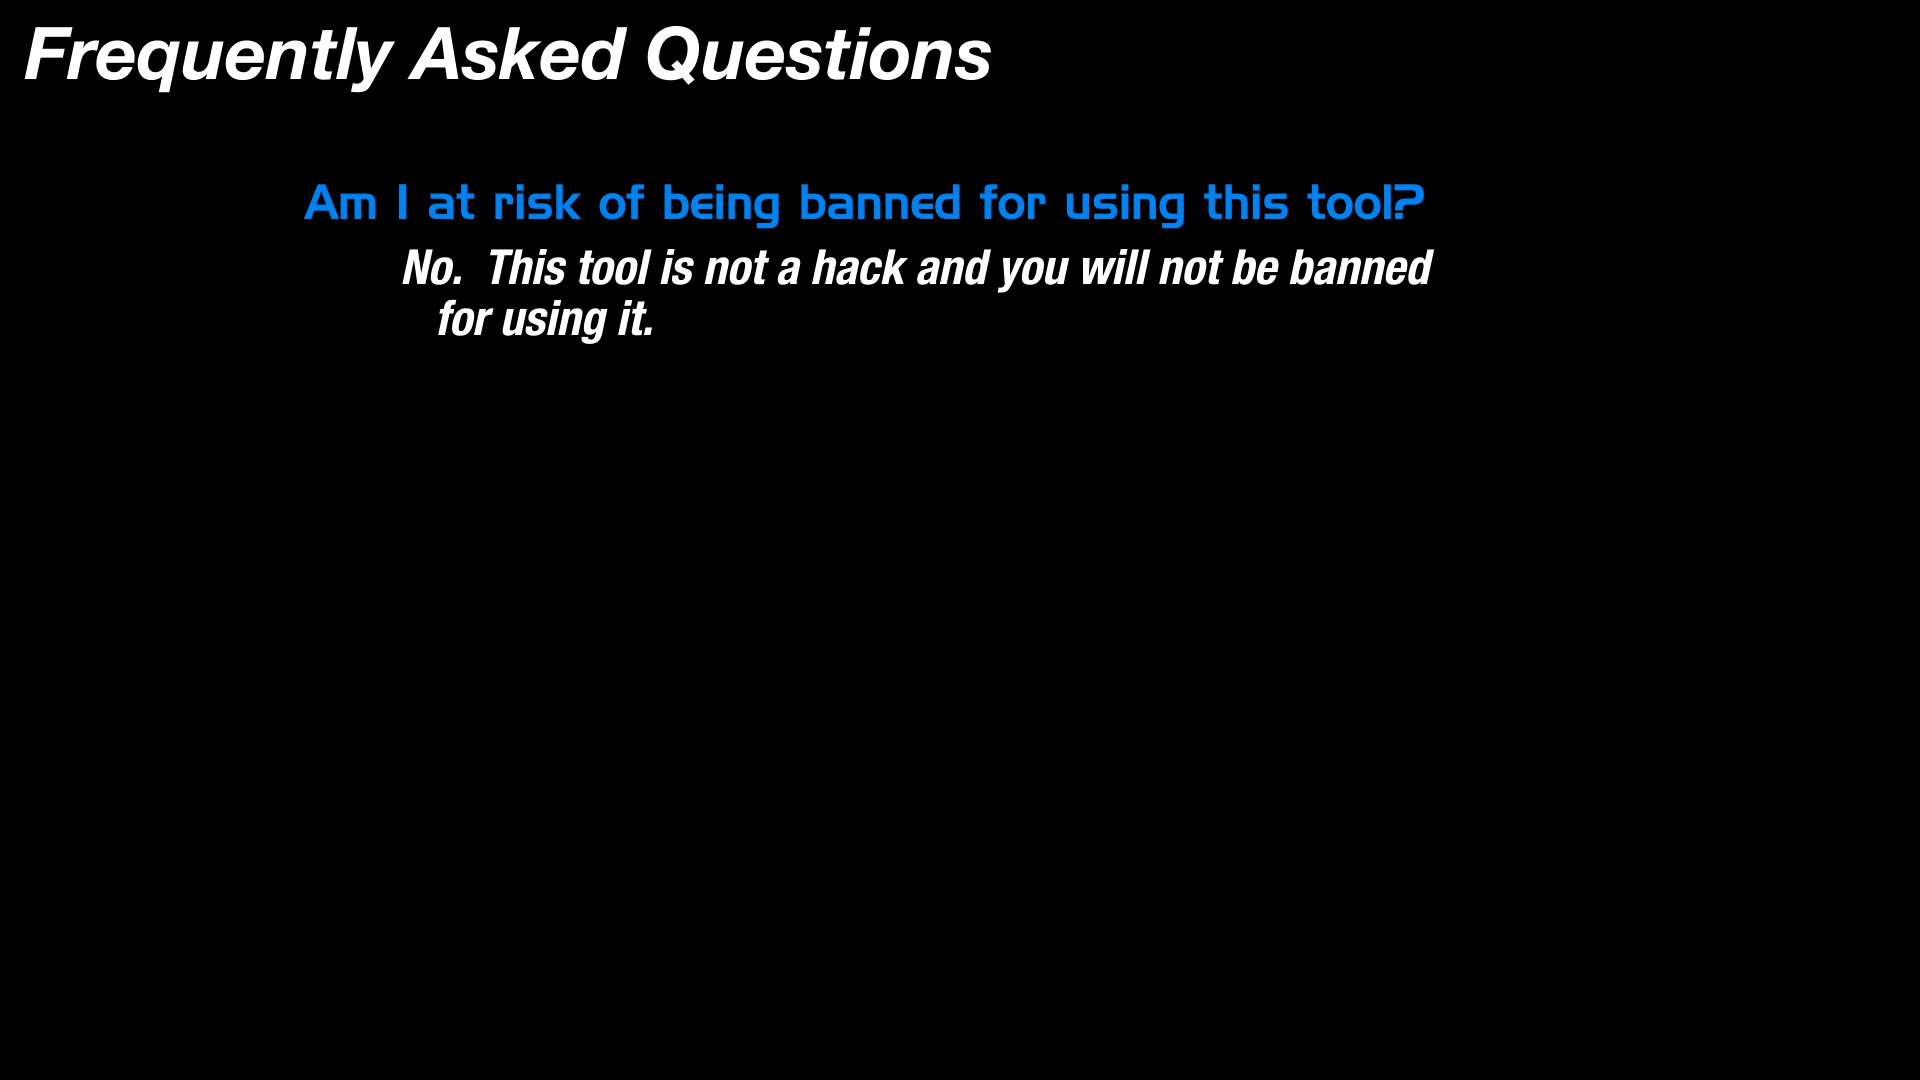 Frequently Asked Questions
Am I at risk of being banned for using this tool?
No.  This tool is not a hack and you will not be banned
for using it.